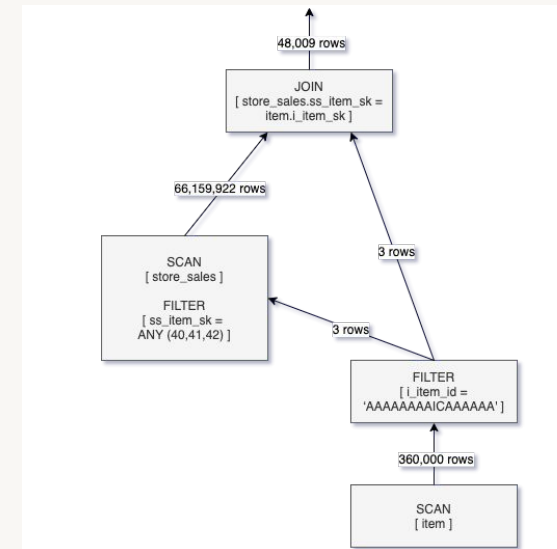 48,009 rows
JOIN
[ store_sales.ss_item_sk =
item.i_item_sk ]
66,159,922 rows
SCAN
[ store_sales ]
FILTER
[ ss_item_sk =
ANY (40,41,42) ]
3 rows
3 rows
FILTER
[ i_item_id =
'AAAAAAAAICAAAAAA' ]
360,000 rows
SCAN
[ item ]